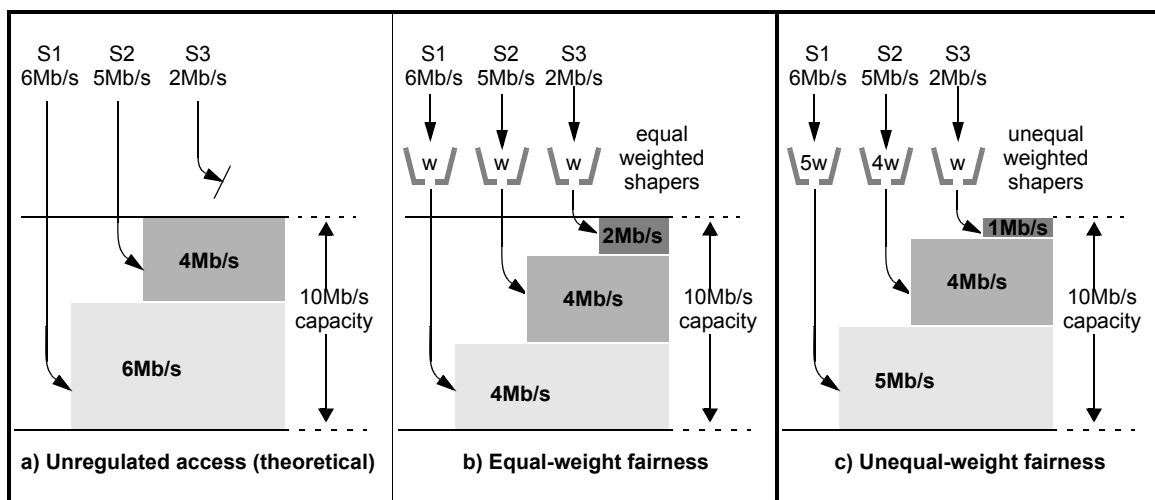 S1 S2 S3
6Mb/s 5Mb/s 2Mb/s
4Mb/s
10Mb/s
capacity
6Mb/s
a) Unregulated access (theoretical)
S1 S2 S3
6Mb/s 5Mb/s 2Mb/s
equal
weighted
shapers
w w w
2Mb/s
4Mb/s
10Mb/s
capacity
4Mb/s
b) Equal-weight fairness
S1 S2 S3
6Mb/s 5Mb/s 2Mb/s
unequal
weighted
shapers
5w 4w w
1Mb/s
4Mb/s
10Mb/s
capacity
5Mb/s
c) Unequal-weight fairness